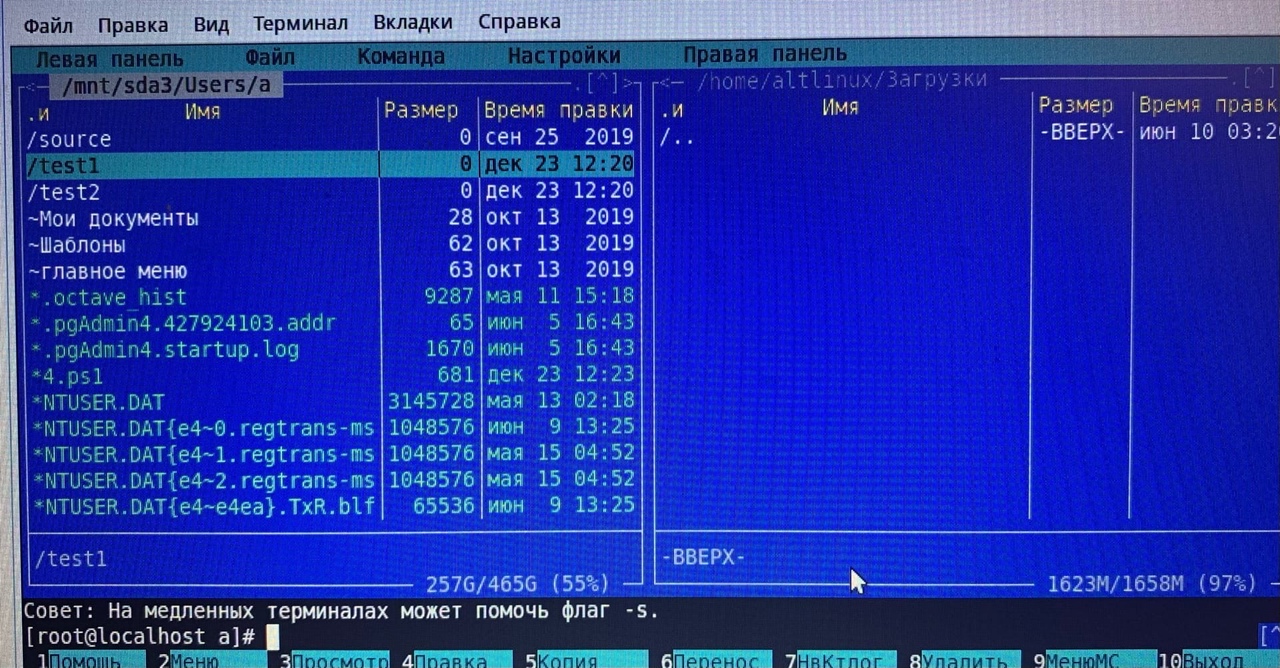 Файл Правка Вид Терминал Вкладки Справка
Левая панель Файл Команда Настройки Правая панель
<─ /mnt/sda3/Users/a .[^]> <─ /home/altlinux/Загрузки .[^]
.и Имя Размер Время правки .и Имя Размер Время правк
/source 0 сен 25 2019 /.. -ВВЕРХ- июн 10 03:2
/test1 0 дек 23 12:20
/test2 0 дек 23 12:20
~Мои документы 28 окт 13 2019
~Шаблоны 62 окт 13 2019
~главное меню 63 окт 13 2019
*.octave_hist 9287 мая 11 15:18
*.pgAdmin4.427924103.addr 65 июн 5 16:43
*.pgAdmin4.startup.log 1670 июн 5 16:43
*4.ps1 681 дек 23 12:23
*NTUSER.DAT 3145728 мая 13 02:18
*NTUSER.DAT{e4~0.regtrans-ms 1048576 июн 9 13:25
*NTUSER.DAT{e4~1.regtrans-ms 1048576 мая 15 04:52
*NTUSER.DAT{e4~2.regtrans-ms 1048576 мая 15 04:52
*NTUSER.DAT{e4~e4ea}.TxR.blf 65536 июн 9 13:25
/test1 -ВВЕРХ-
257G/465G (55%) 1623M/1658M (97%)
Совет: На медленных терминалах может помочь флаг -s.
[root@localhost a]# [^
1Помощь 2Меню 3Просмотр 4Правка 5Копия 6Перенос 7НвКтлог 8Удалить 9МенюМС 10Выход